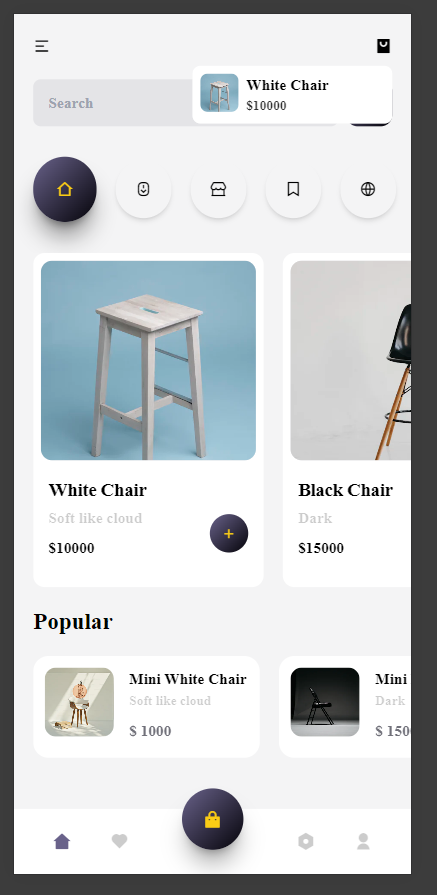 White Chair
$10000
Search
White Chair
Soft like cloud
$10000
Black Chair
Dark
$15000
Popular
Mini White Chair
Soft like cloud
$ 1000
Mini
Dark
$ 150